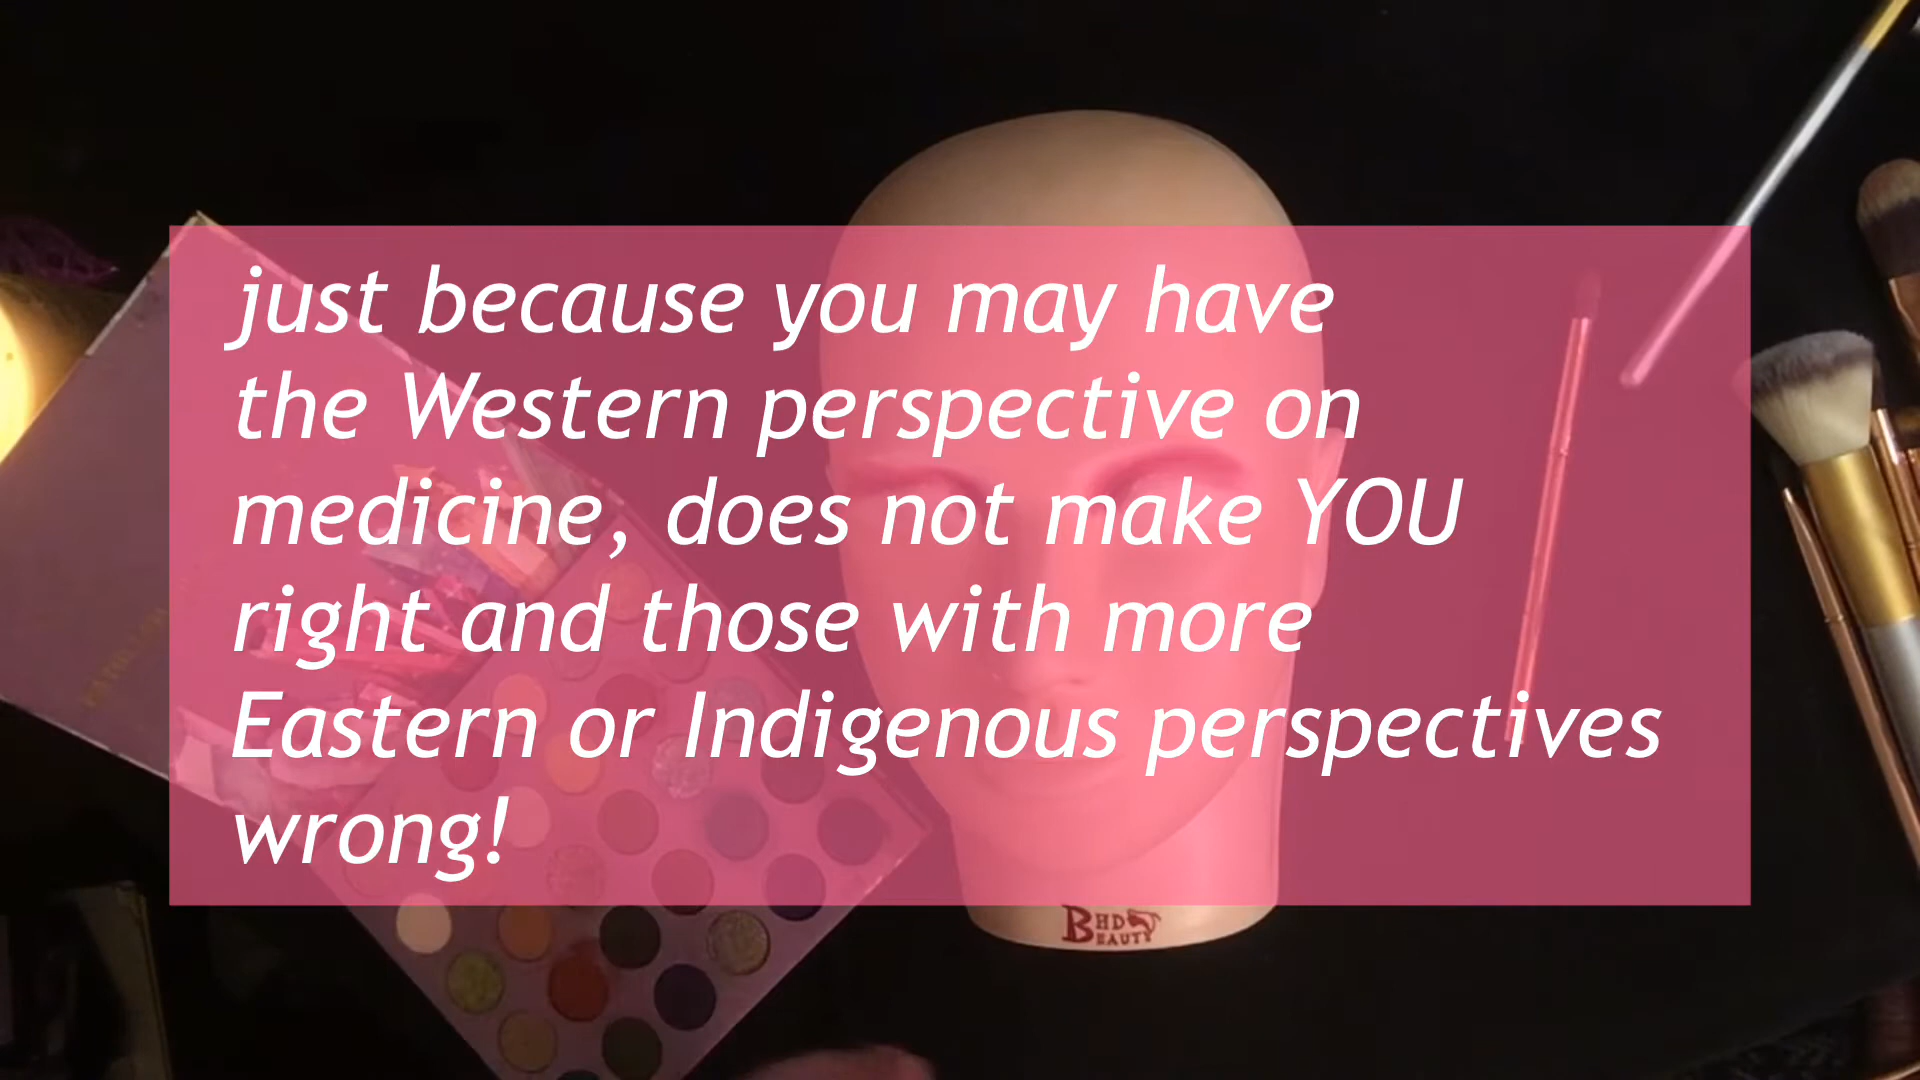 just because you may have
the Western perspective on
medicine, does not make YOU
right and those with more
Eastern or Indigenous perspectives
wrong!
BHD
BEAUTY